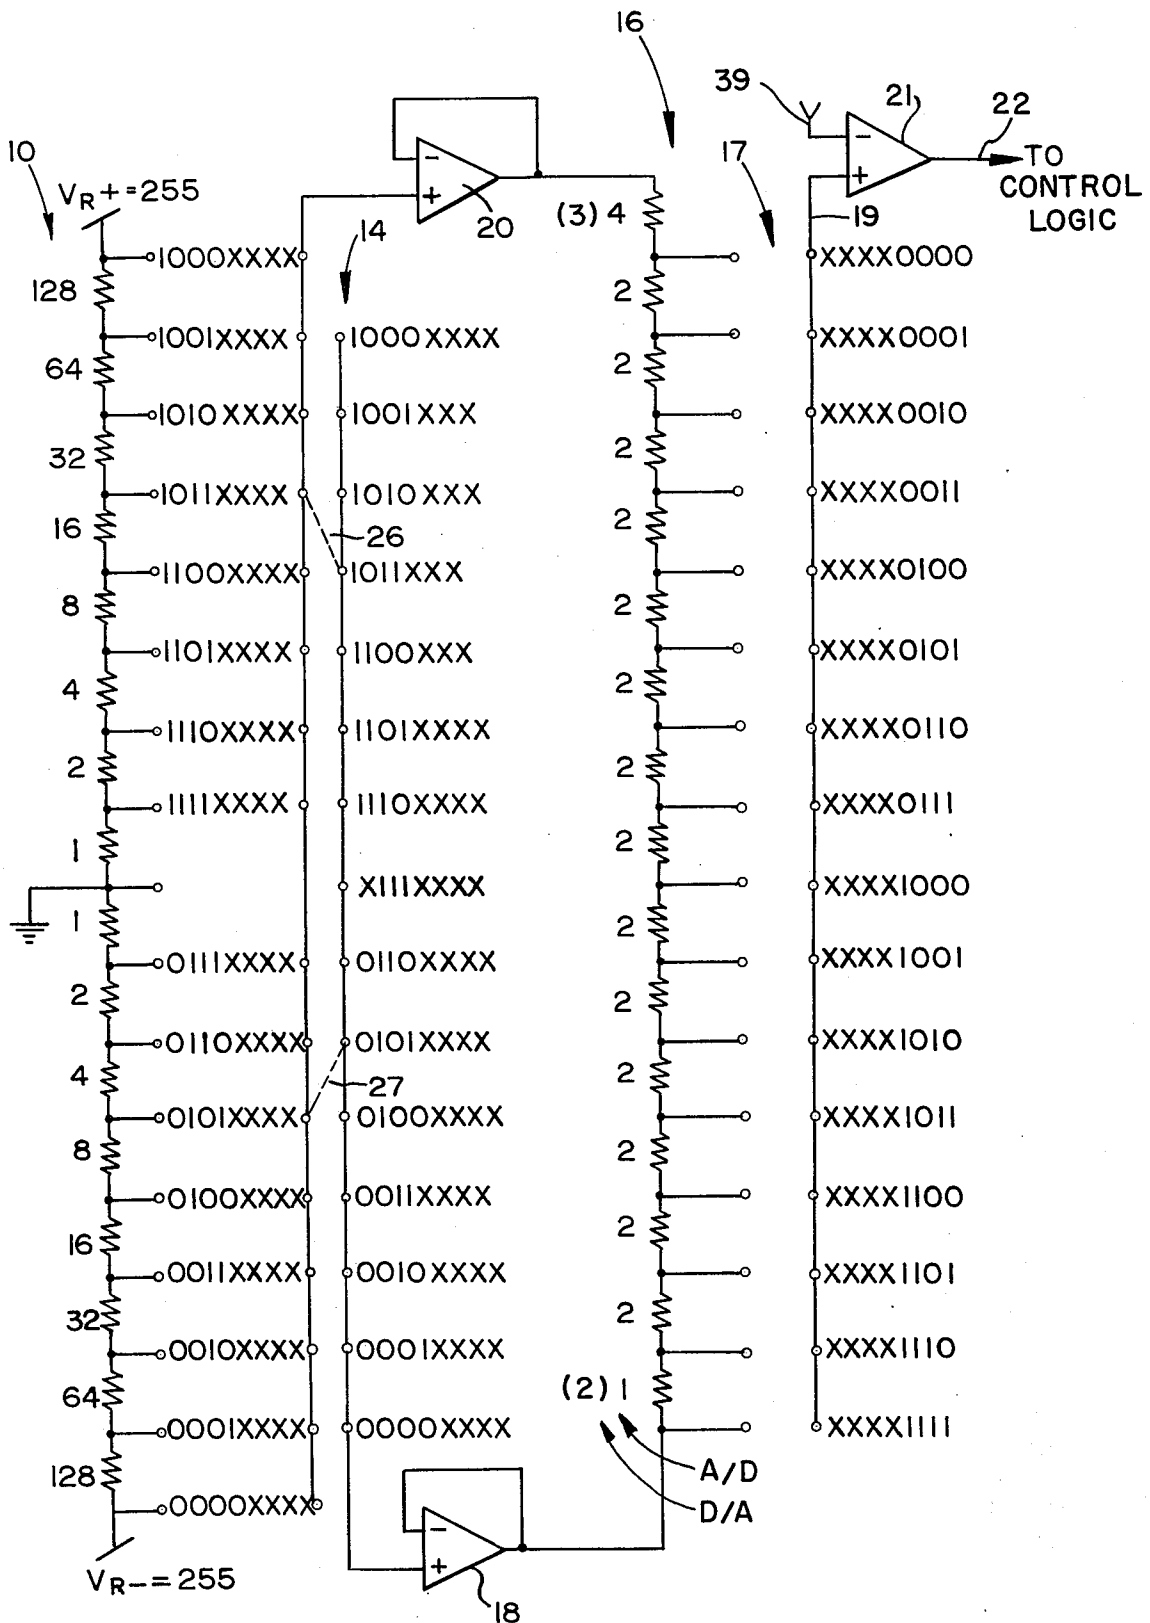 16
39
21
22
TO
CONTROL
LOGIC
19
17
10
VR+=255
-
+
20
14
(3) 4
-
+
1000XXXX
XXXX0000
128
2
1001XXXX
1000XXXX
XXXX0001
64
2
1010XXXX
1001XXX
XXXX0010
32
2
1011XXXX
1010XXX
XXXX0011
16
26
2
1100XXXX
1011XXX
XXXX0100
8
2
1101XXXX
1100XXX
XXXX0101
4
2
1110XXXX
1101XXXX
XXXX0110
2
2
1111XXXX
1110XXXX
XXXX0111
1
2
X111XXXX
XXXX1000
1
2
0111XXXX
0110XXXX
XXXX1001
2
2
0110XXXX
0101XXXX
XXXX1010
4
27
2
0101XXXX
0100XXXX
XXXX1011
8
2
0100XXXX
0011XXXX
XXXX1100
16
2
0011XXXX
0010XXXX
XXXX1101
32
2
0010XXXX
0001XXXX
XXXX1110
64
(2) 1
0001XXXX
0000XXXX
XXXX1111
128
A/D
D/A
0000XXXX
-
+
VR-=255
18